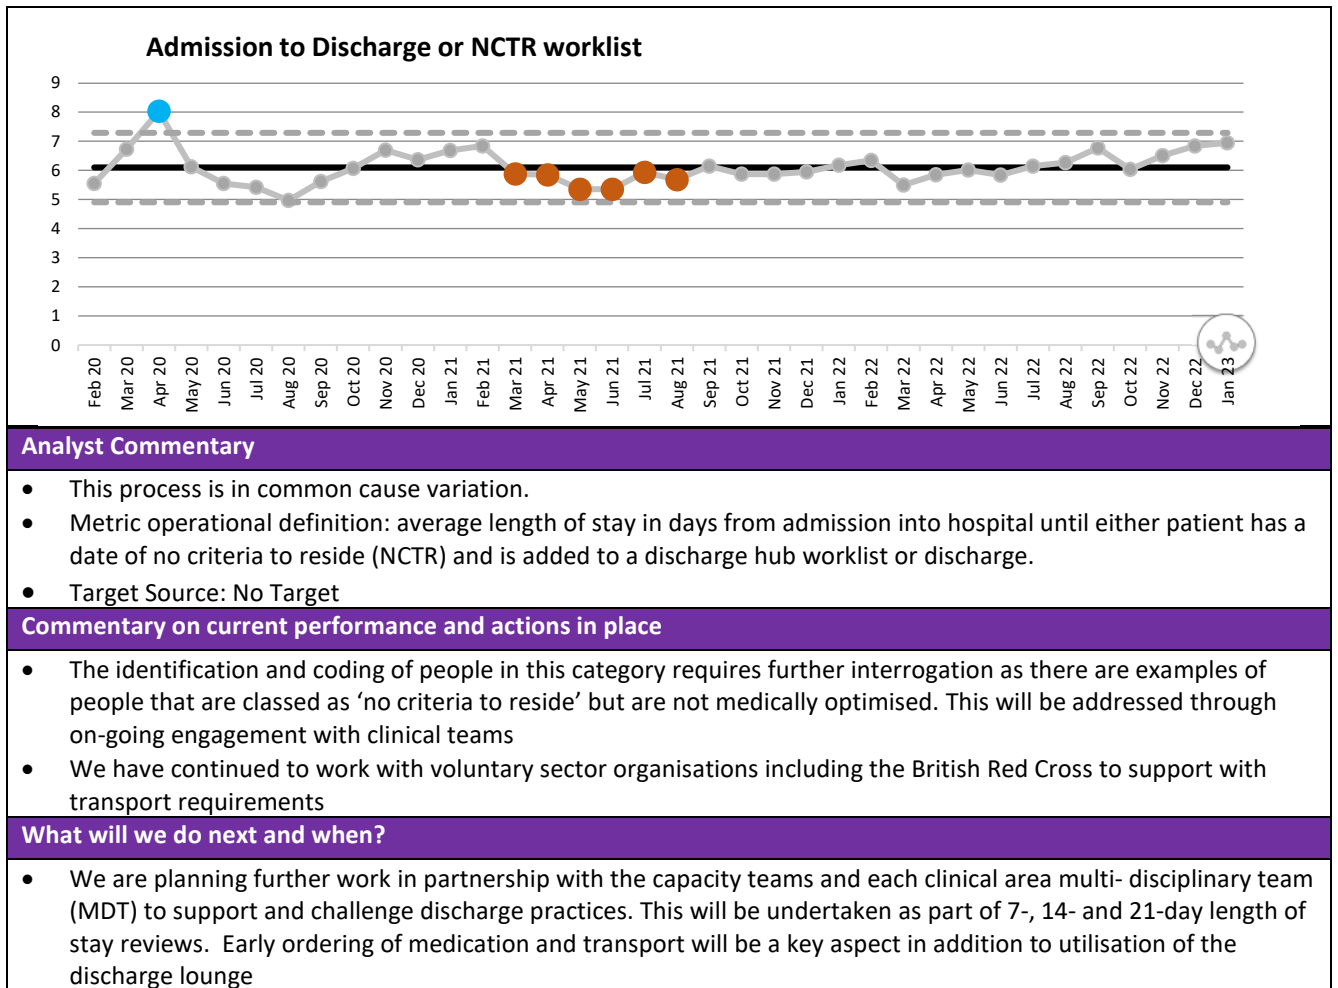 Admission to Discharge or NCTR worklist
9
8
7
6
5
4
3
2
1
0
Feb 20
Mar 20
Apr 20
May 20
Jun 20
Jul 20
Aug 20
Sep 20
Oct 20
Nov 20
Dec 20
Jan 21
Feb 21
Mar 21
Apr 21
May 21
Jun 21
Jul 21
Aug 21
Sep 21
Oct 21
Nov 21
Dec 21
Jan 22
Feb 22
Mar 22
Apr 22
May 22
Jun 22
Jul 22
Aug 22
Sep 22
Oct 22
Nov 22
Dec 22
Jan 23
Analyst Commentary
• This process is in common cause variation.
• Metric operational definition: average length of stay in days from admission into hospital until either patient has a
date of no criteria to reside (NCTR) and is added to a discharge hub worklist or discharge.
• Target Source: No Target
Commentary on current performance and actions in place
• The identification and coding of people in this category requires further interrogation as there are examples of
people that are classed as ‘no criteria to reside’ but are not medically optimised. This will be addressed through
on-going engagement with clinical teams
• We have continued to work with voluntary sector organisations including the British Red Cross to support with
transport requirements
What will we do next and when?
• We are planning further work in partnership with the capacity teams and each clinical area multi- disciplinary team
(MDT) to support and challenge discharge practices. This will be undertaken as part of 7-, 14- and 21-day length of
stay reviews.  Early ordering of medication and transport will be a key aspect in addition to utilisation of the
discharge lounge